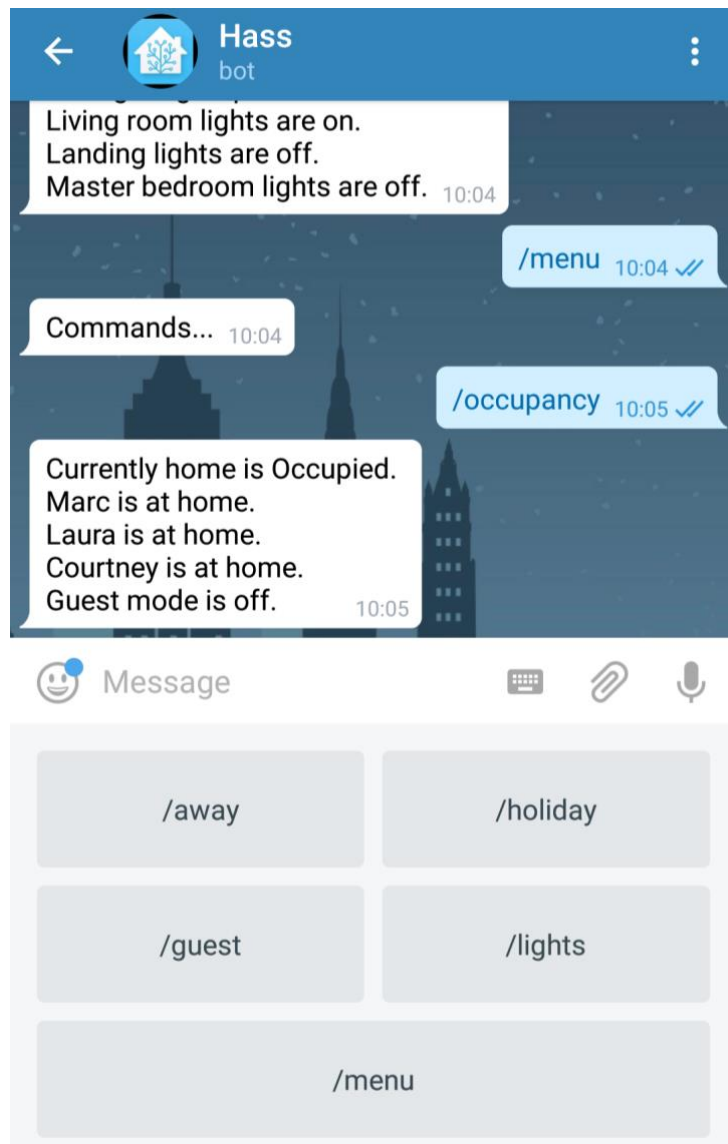 Hass
bot
Living room lights are on.
Landing lights are off.
Master bedroom lights are off. 10:04
/menu 10:04
Commands... 10:04
/occupancy 10:05
Currently home is Occupied.
Marc is at home.
Laura is at home.
Courtney is at home.
Guest mode is off. 10:05
Message
/away /holiday
/guest /lights
/menu